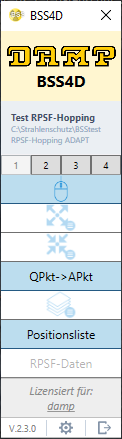 BSS4D
DAMP
BSS4D
Test RPSF-Hopping
C:\Strahlenschutz\BSStest
RPSF-Hopping ADAPT
1 2 3 4
QPkt->APkt
Positionsliste
RPSF-Daten
Lizensiert für:
damp
V.2.3.0